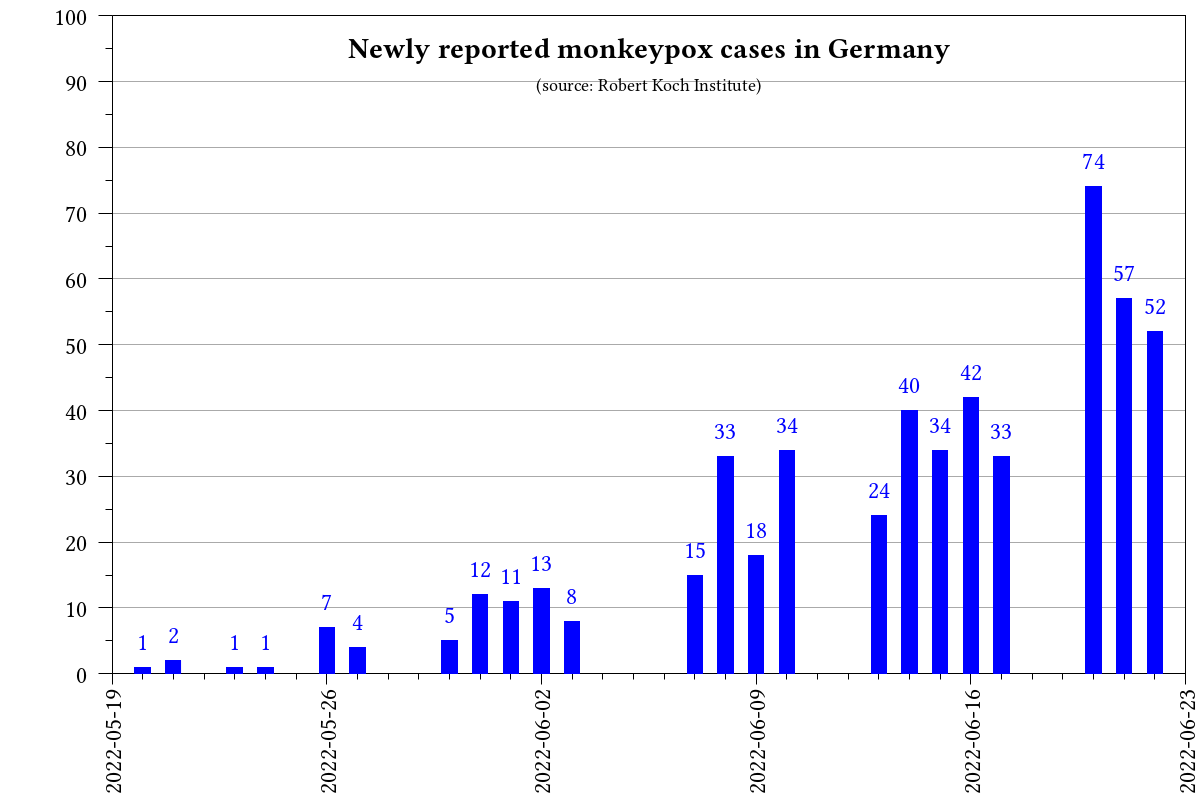 Newly reported monkeypox cases in Germany
(source: Robert Koch Institute)
100
90
80
70
60
50
40
30
20
10
0
1 2 1 1 7 4 5 12 11 13 8 15 33 18 34 24 40 34 42 33 74 57 52
2022-05-19 2022-05-26 2022-06-02 2022-06-09 2022-06-16 2022-06-23